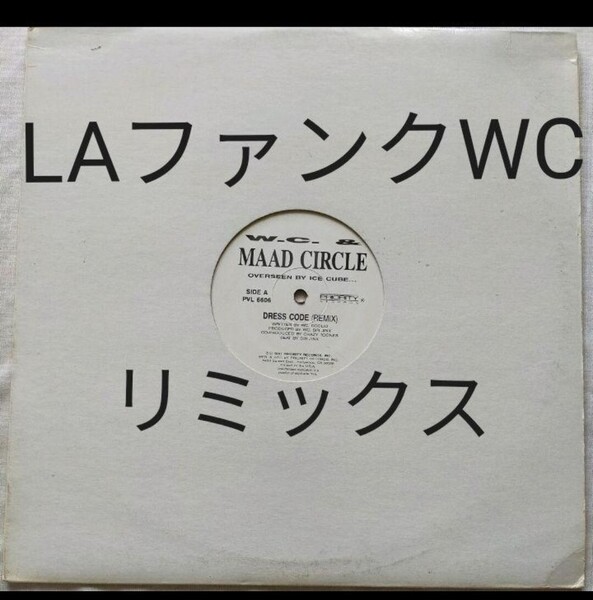 LAファンクWC
W.C. &
MAAD CIRCLE
OVERSEEN BY ICE CUBE...
SIDE A
PVL 6606
PRIORITY
DRESS CODE (REMIX)
リミックス